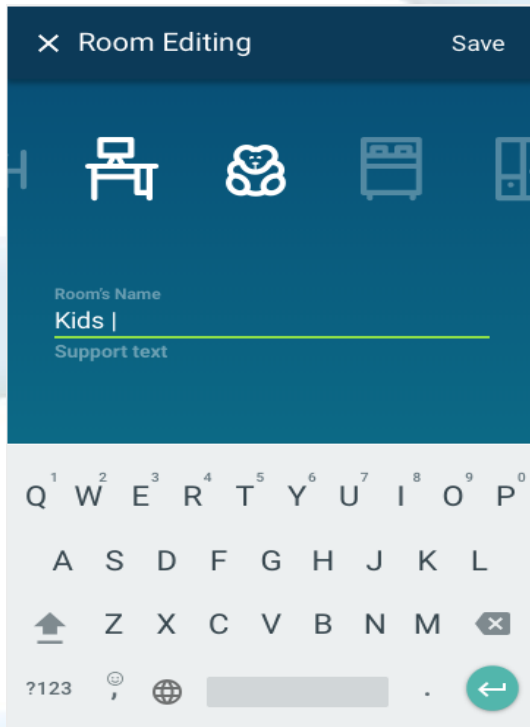 Room Editing Save
Room's Name
Kids
Support text
1 2 3 4 5 6 7 8 9 0
Q W E R T Y U I O P
A S D F G H J K L
Z X C V B N M
?123 , .